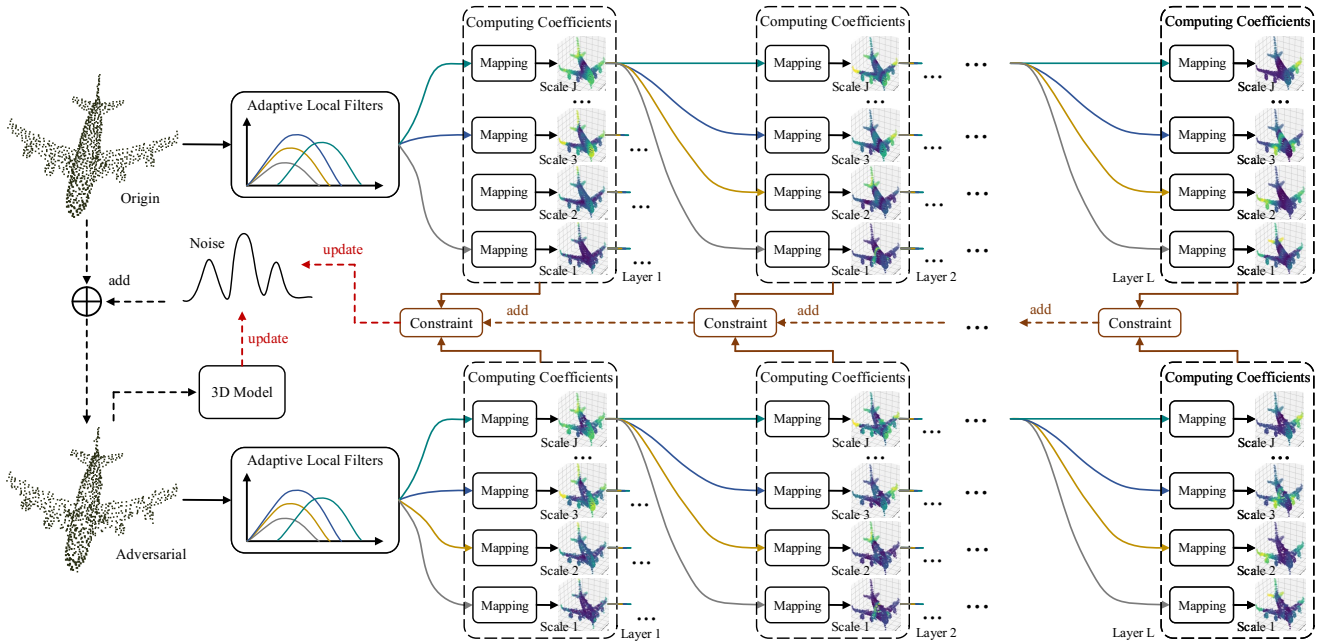 Computing Coefficients
Computing Coefficients
Computing Coefficients
Mapping
Scale J
Mapping
Scale J
Mapping
Scale J
...
...
...
...
...
...
Adaptive Local Filters
Mapping
Scale 3
Mapping
Scale 3
Mapping
Scale 3
...
...
Origin
Mapping
Scale 2
Mapping
Scale 2
Mapping
Scale 2
...
...
Mapping
Scale 1
Mapping
Scale 1
Mapping
Scale 1
...
...
...
Layer 1
Layer 2
Layer L
Noise
update
add
Constraint
add
Constraint
add
...
add
Constraint
update
3D Model
Computing Coefficients
Computing Coefficients
Computing Coefficients
Mapping
Scale J
Mapping
Scale J
Mapping
Scale J
...
...
...
...
...
Adaptive Local Filters
Mapping
Scale 3
Mapping
Scale 3
Mapping
Scale 3
...
...
Adversarial
Mapping
Scale 2
Mapping
Scale 2
Mapping
Scale 2
...
...
...
Mapping
Scale 1
Mapping
Scale 1
Mapping
Scale 1
...
...
Layer 1
Layer 2
Layer L